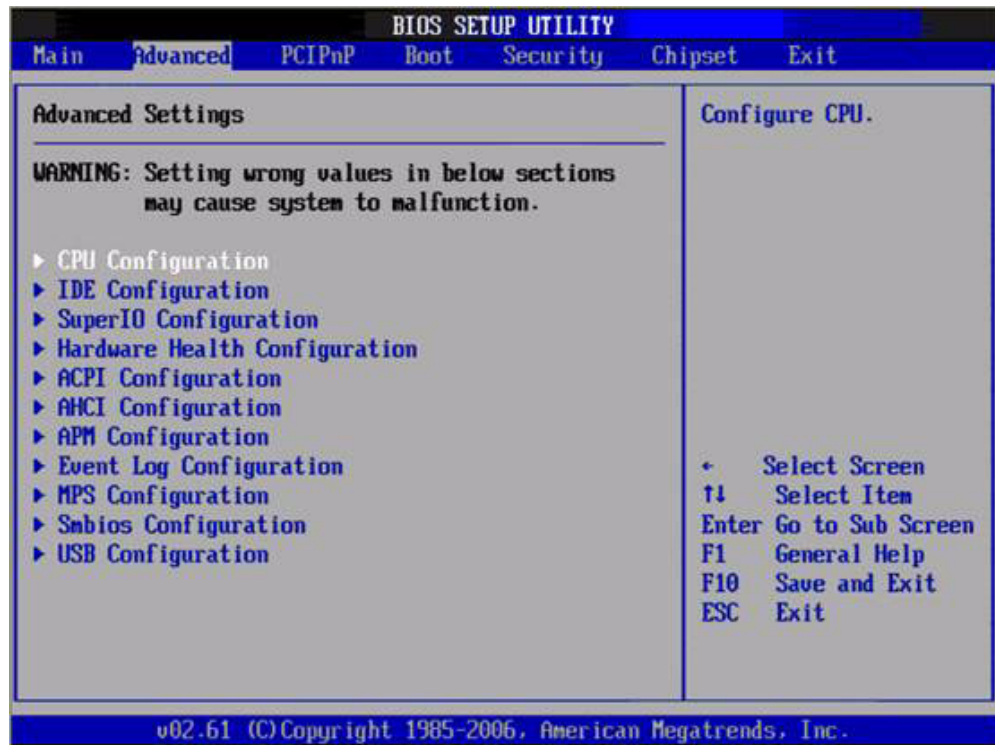 BIOS SETUP UTILITY
Main Advanced PCIPnP Boot Security Chipset Exit
Advanced Settings
WARNING: Setting wrong values in below sections
may cause system to malfunction.
▶ CPU Configuration
▶ IDE Configuration
▶ SuperIO Configuration
▶ Hardware Health Configuration
▶ ACPI Configuration
▶ AHCI Configuration
▶ APM Configuration
▶ Event Log Configuration
▶ MPS Configuration
▶ Smbios Configuration
▶ USB Configuration
Configure CPU.
← Select Screen
↑↓ Select Item
Enter Go to Sub Screen
F1 General Help
F10 Save and Exit
ESC Exit
v02.61 (C)Copyright 1985-2006, American Megatrends, Inc.